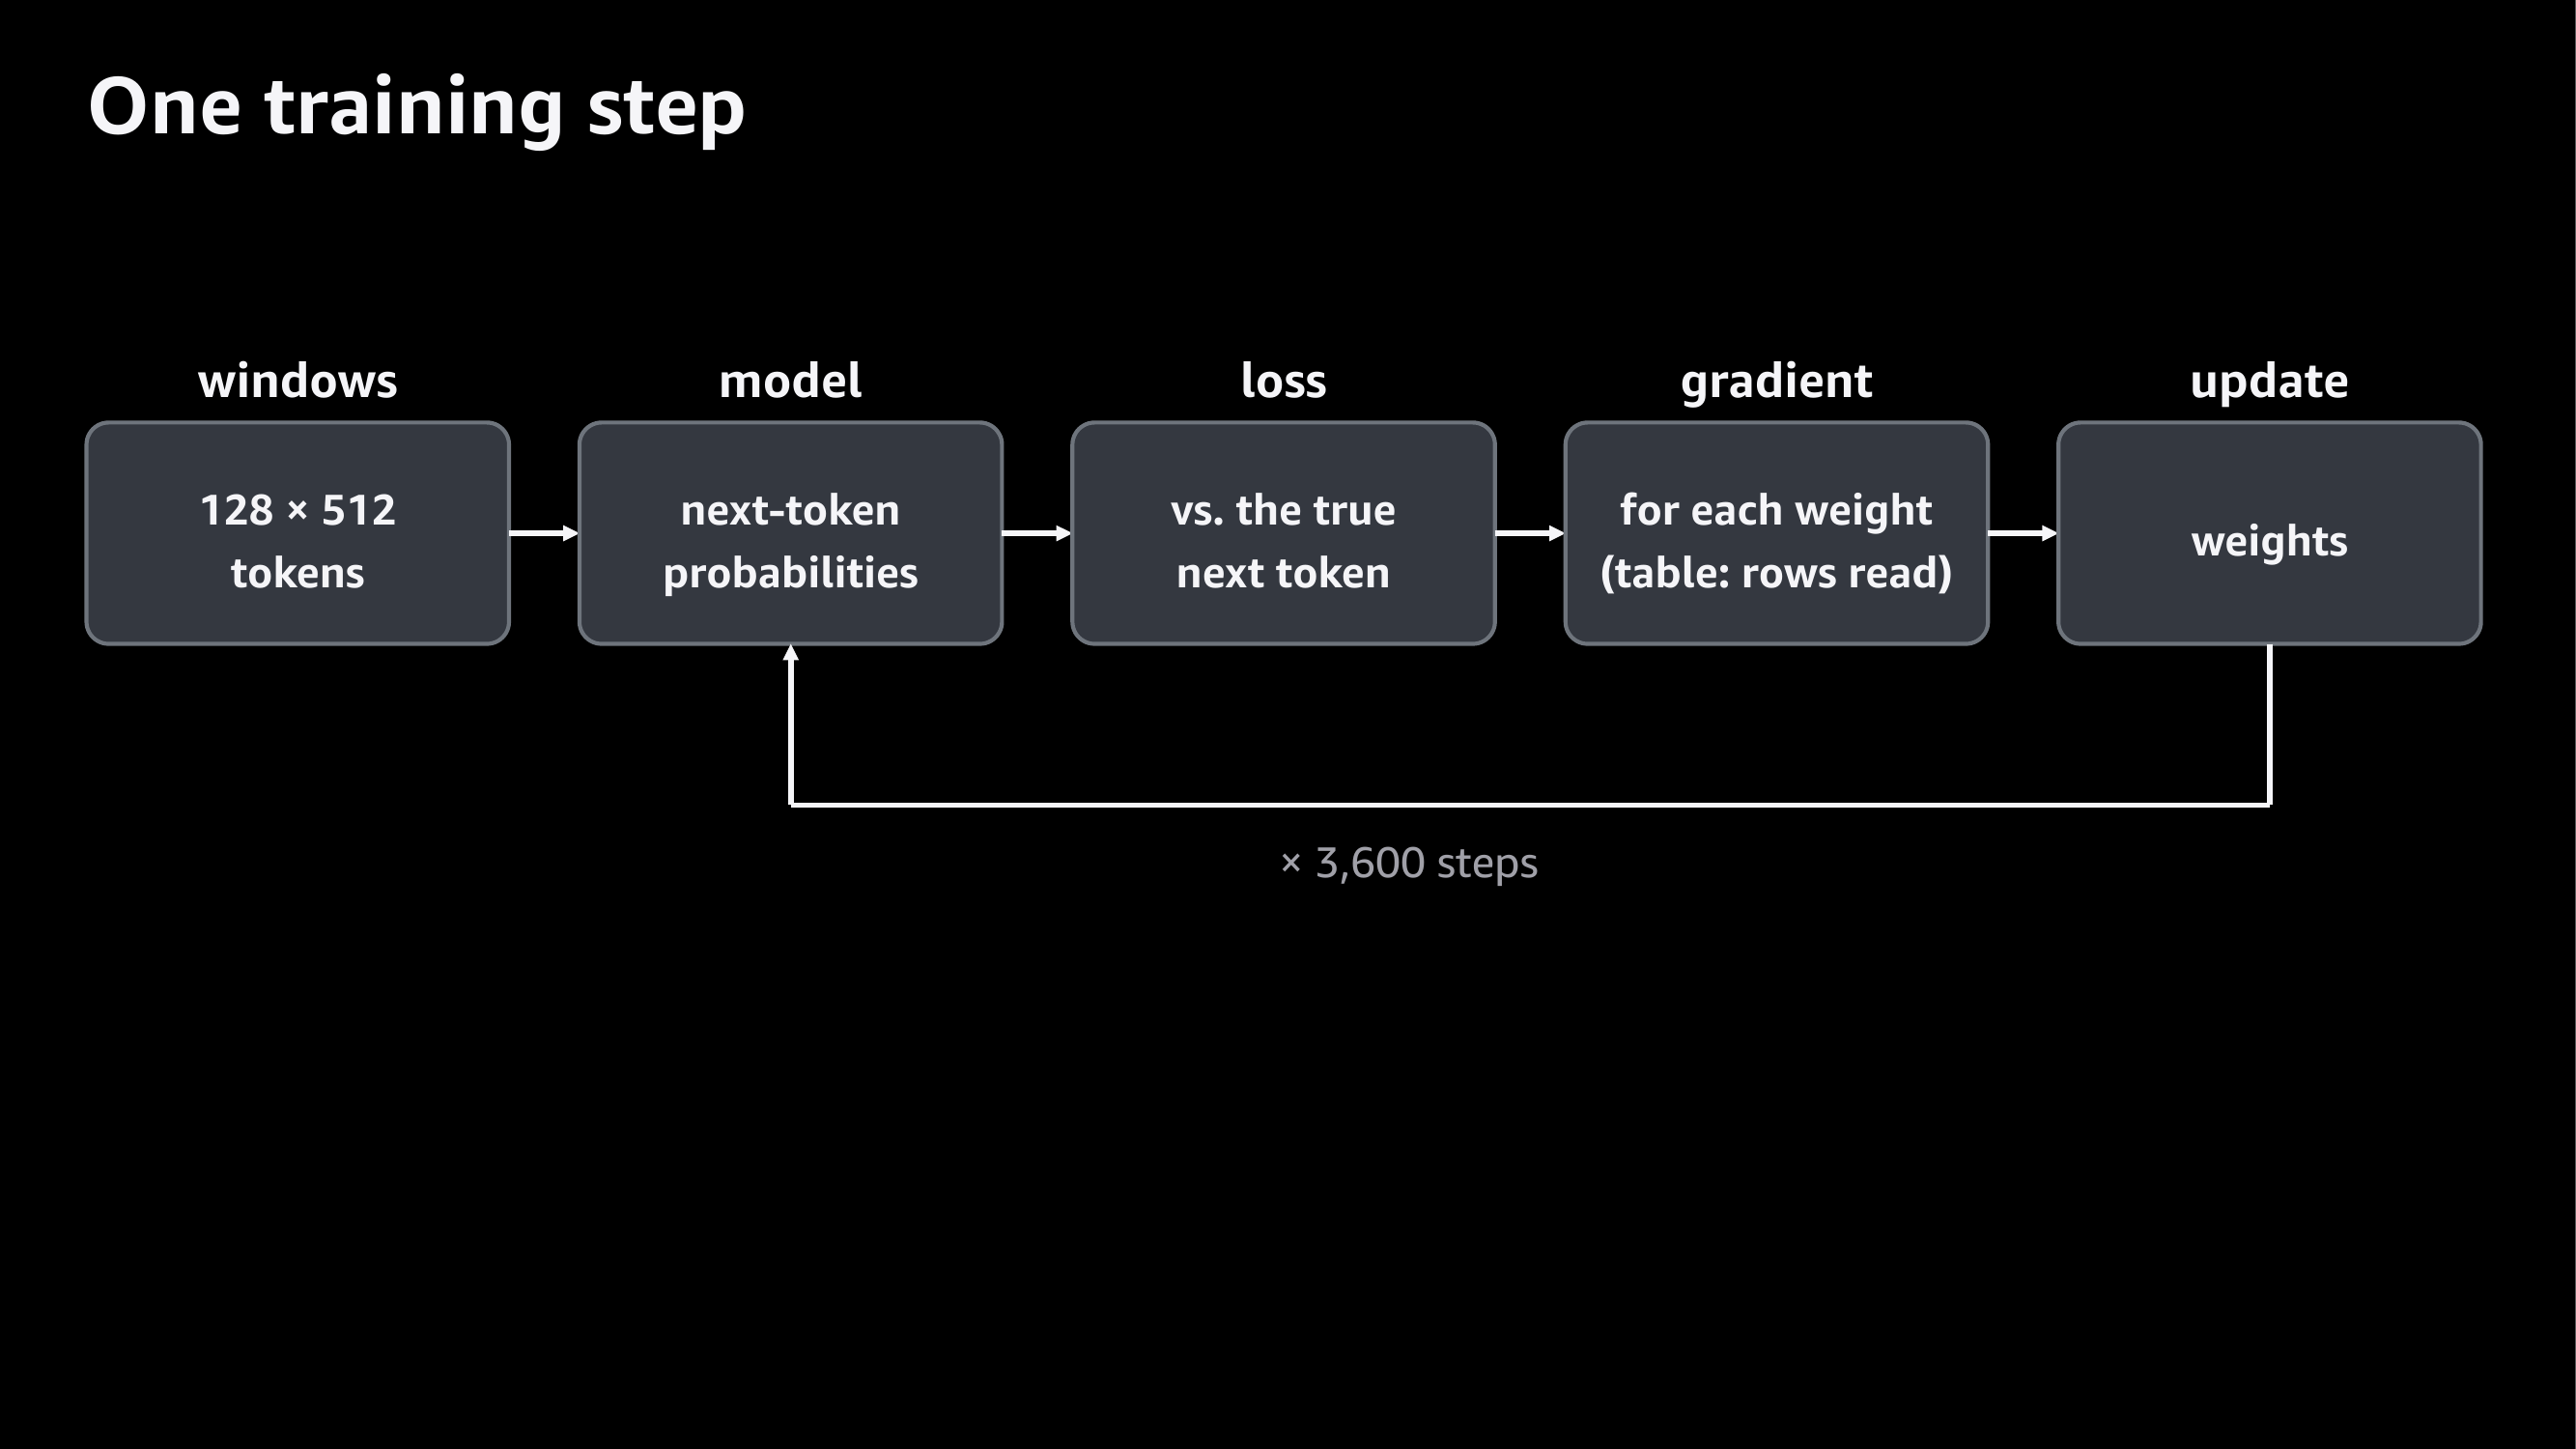 One training step
windows
128 × 512
tokens
model
next-token
probabilities
loss
vs. the true
next token
gradient
for each weight
(table: rows read)
update
weights
× 3,600 steps